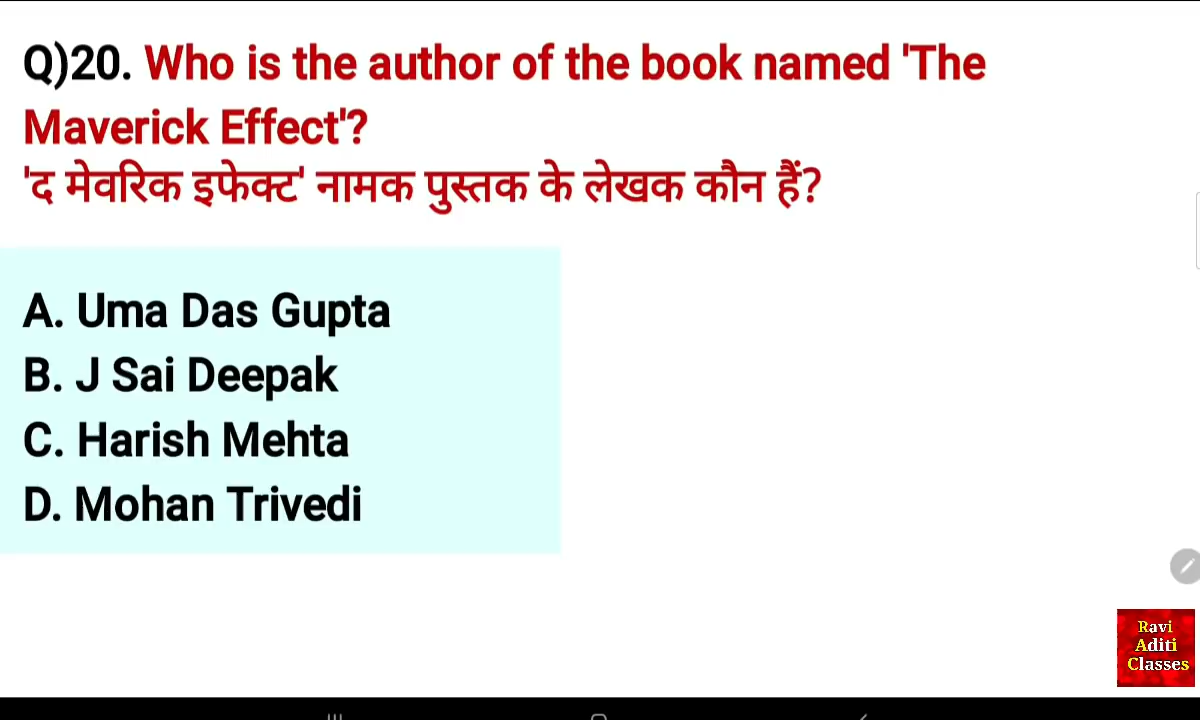 Q)20. Who is the author of the book named 'The
Maverick Effect'?
'द मेवरिक इफेक्ट' नामक पुस्तक के लेखक कौन हैं?
A. Uma Das Gupta
B. J Sai Deepak
C. Harish Mehta
D. Mohan Trivedi
Ravi
Aditi
Classes